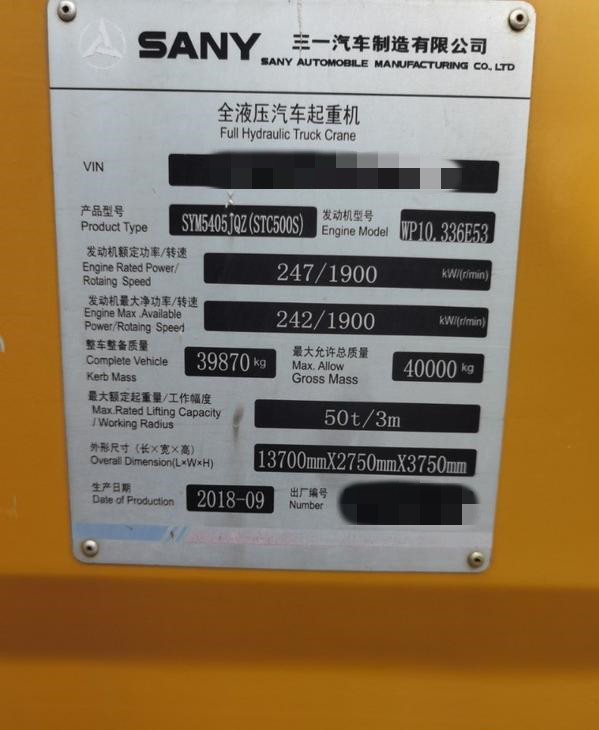 SANY 三一汽车制造有限公司
SANY AUTOMOBILE MANUFACTURING CO., LTD
全液压汽车起重机
Full Hydraulic Truck Crane
VIN
产品型号 发动机型号
Product Type SYM5405JQZ(STC500S) Engine Model WP10.336E53
发动机额定功率/转速
Engine Rated Power/ 247/1900 kW/(r/min)
Rotaing Speed
发动机最大净功率/转速
Engine Max .Available 242/1900 kW/(r/min)
Power/Rotaing Speed
整车整备质量 最大允许总质量
Complete Vehicle 39870 kg Max. Allow 40000 kg
Kerb Mass Gross Mass
最大额定起重量/工作幅度
Max.Rated Lifting Capacity 50t/3m
/ Working Radius
外形尺寸（长×宽×高）
Overall Dimension(L×W×H) 13700mmX2750mmX3750mm
生产日期 出厂编号
Date of Production 2018-09 Number